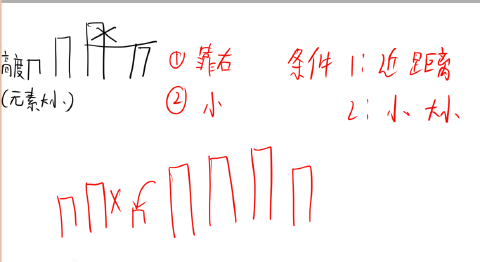 高度
(元素大小)
① 靠右
② 小
条件 1: 近距离
2: 小大小